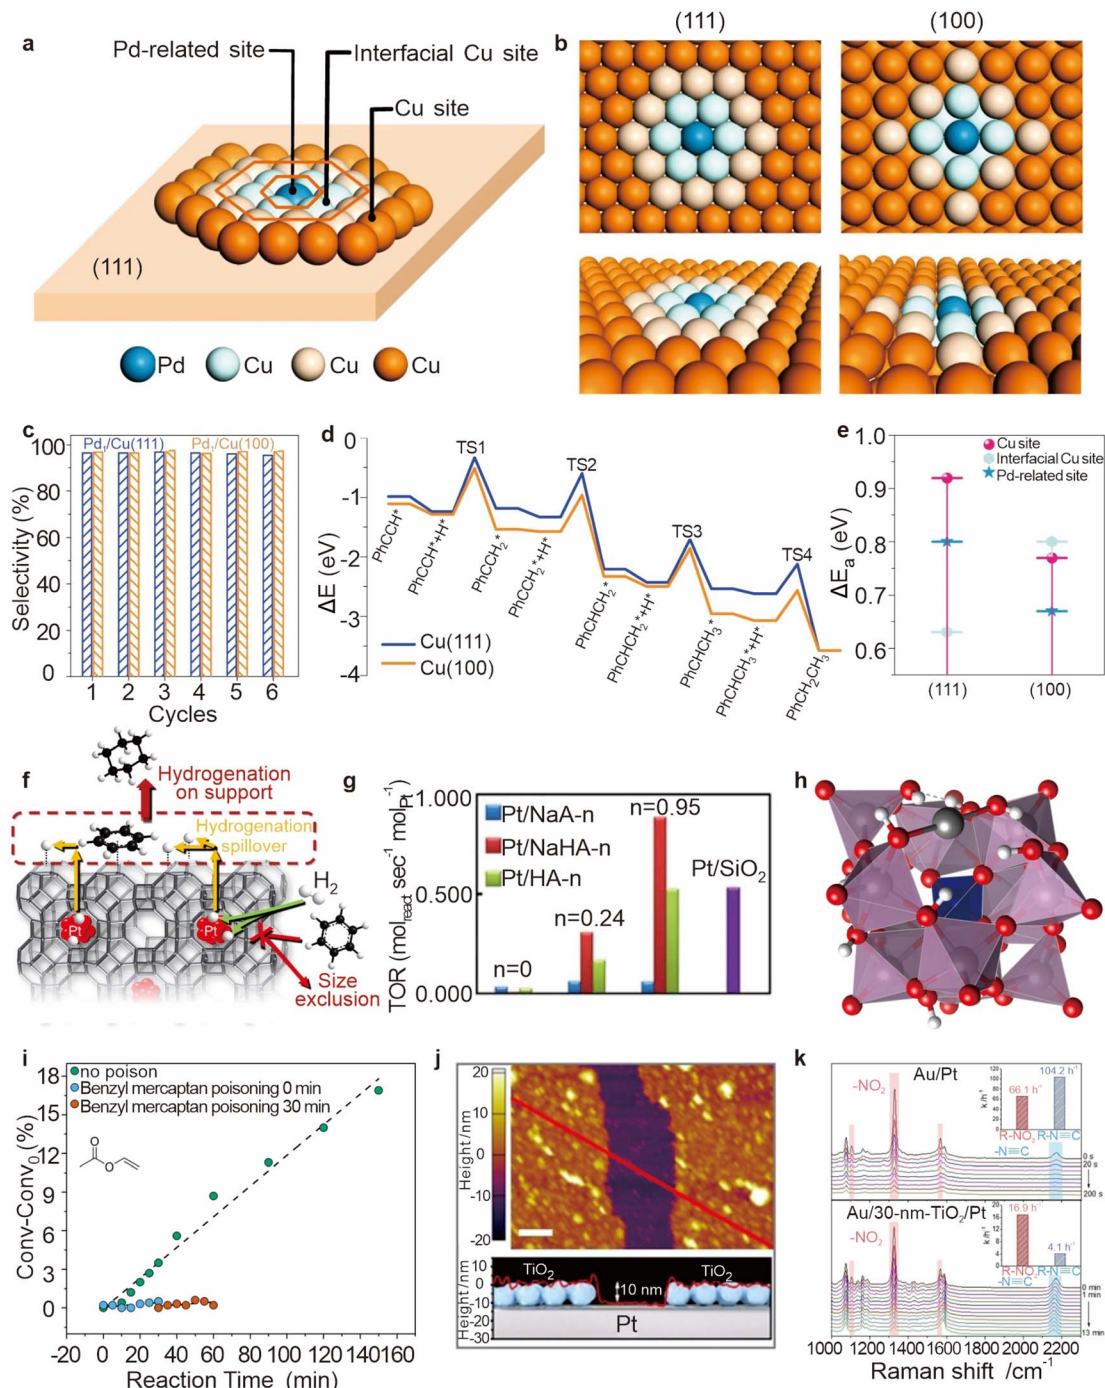 a
Pd-related site
Interfacial Cu site
Cu site
(111)
Pd
Cu
Cu
Cu
b
(111)
(100)
c
Pd1/Cu(111)
Pd1/Cu(100)
100
80
60
40
20
0
Selectivity (%)
1 2 3 4 5 6
Cycles
d
0
-1
-2
-3
-4
ΔE (eV)
TS1
TS2
TS3
TS4
PhCCH*
PhCCH*+H*
PhCCH2*
PhCCH2*+H*
PhCHCH2*
PhCHCH2*+H*
PhCHCH3*
PhCHCH3*+H*
PhCH2CH3
Cu(111)
Cu(100)
e
1.0
0.9
0.8
0.7
0.6
ΔEa (eV)
Cu site
Interfacial Cu site
Pd-related site
(111)
(100)
f
Hydrogenation
on support
Hydrogenation
spillover
H2
Pt
Pt
Size
exclusion
g
1.000
0.500
0.000
TOR (molreact sec-1 molPt-1)
Pt/NaA-n
Pt/NaHA-n
Pt/HA-n
n=0
n=0.24
n=0.95
Pt/SiO2
h
i
no poison
Benzyl mercaptan poisoning 0 min
Benzyl mercaptan poisoning 30 min
18
15
12
9
6
3
0
Conv-Conv0 (%)
O
O
-20 0 20 40 60 80 100 120 140 160
Reaction Time (min)
j
20
10
0
-10
-20
Height /nm
Height /nm
10
0
-10
-20
-30
TiO2
10 nm
TiO2
Pt
k
Au/Pt
-NO2
66.1 h-1
104.2 h-1
k /h-1
R-NO2
R-N≡C
-N≡C
0 s
20 s
200 s
Au/30-nm-TiO2/Pt
-NO2
16.9 h-1
4.1 h-1
k /h-1
R-NO2
R-N≡C
-N≡C
0 min
1 min
13 min
1000 1200 1400 1600 1800 2000 2200
Raman shift /cm-1